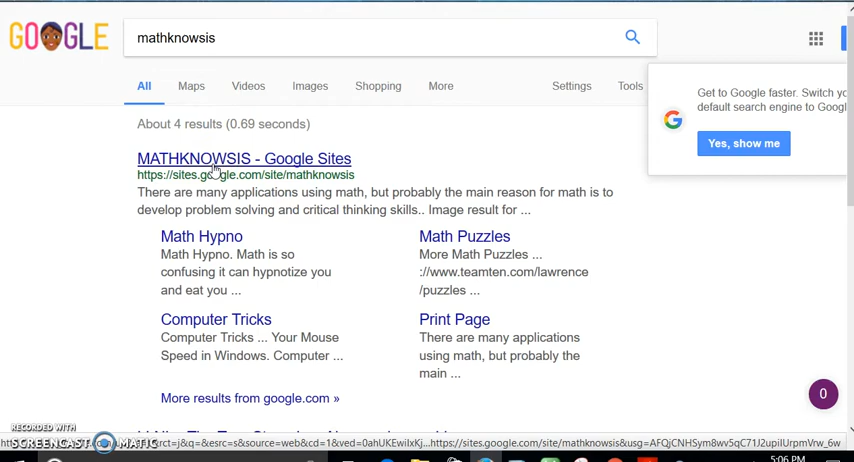 GOOGLE
mathknowsis
All Maps Videos Images Shopping More Settings Tools
Get to Google faster. Switch yo
default search engine to Googl
Yes, show me
About 4 results (0.69 seconds)
MATHKNOWSIS - Google Sites
https://sites.google.com/site/mathknowsis
There are many applications using math, but probably the main reason for math is to
develop problem solving and critical thinking skills.. Image result for ...
Math Hypno
Math Hypno. Math is so
confusing it can hypnotize you
and eat you ...
Math Puzzles
More Math Puzzles ...
://www.teamten.com/lawrence
/puzzles ...
Computer Tricks
Computer Tricks ... Your Mouse
Speed in Windows. Computer ...
Print Page
There are many applications
using math, but probably the
main ...
More results from google.com »
0
RECORDED WITH
SCREENCAST MATIC
5:06 PM